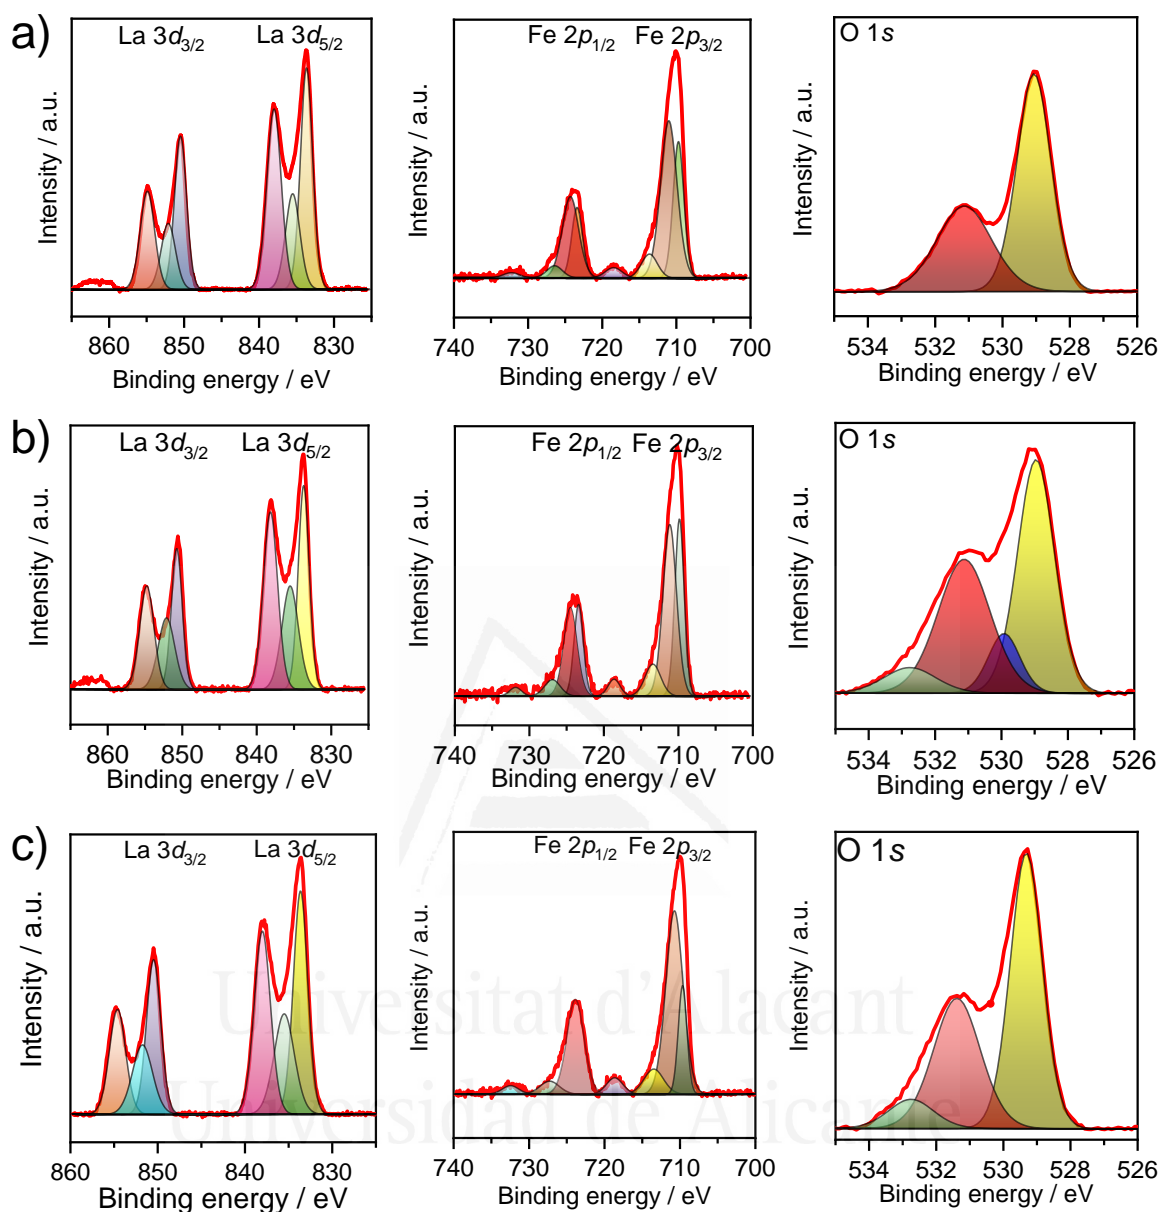 a)
La 3d3/2 La 3d5/2
Intensity / a.u.
860 850 840 830
Binding energy / eV
Fe 2p1/2 Fe 2p3/2
Intensity / a.u.
740 730 720 710 700
Binding energy / eV
O 1s
Intensity / a.u.
534 532 530 528 526
Binding energy / eV
b)
La 3d3/2 La 3d5/2
Intensity / a.u.
860 850 840 830
Binding energy / eV
Fe 2p1/2 Fe 2p3/2
Intensity / a.u.
740 730 720 710 700
Binding energy / eV
O 1s
Intensity / a.u.
534 532 530 528 526
Binding energy / eV
c)
La 3d3/2 La 3d5/2
Intensity / a.u.
860 850 840 830
Binding energy / eV
Fe 2p1/2 Fe 2p3/2
Intensity / a.u.
740 730 720 710 700
Binding energy / eV
O 1s
Intensity / a.u.
534 532 530 528 526
Binding energy / eV
Universitat d'Alacant
Universidad de Alicante